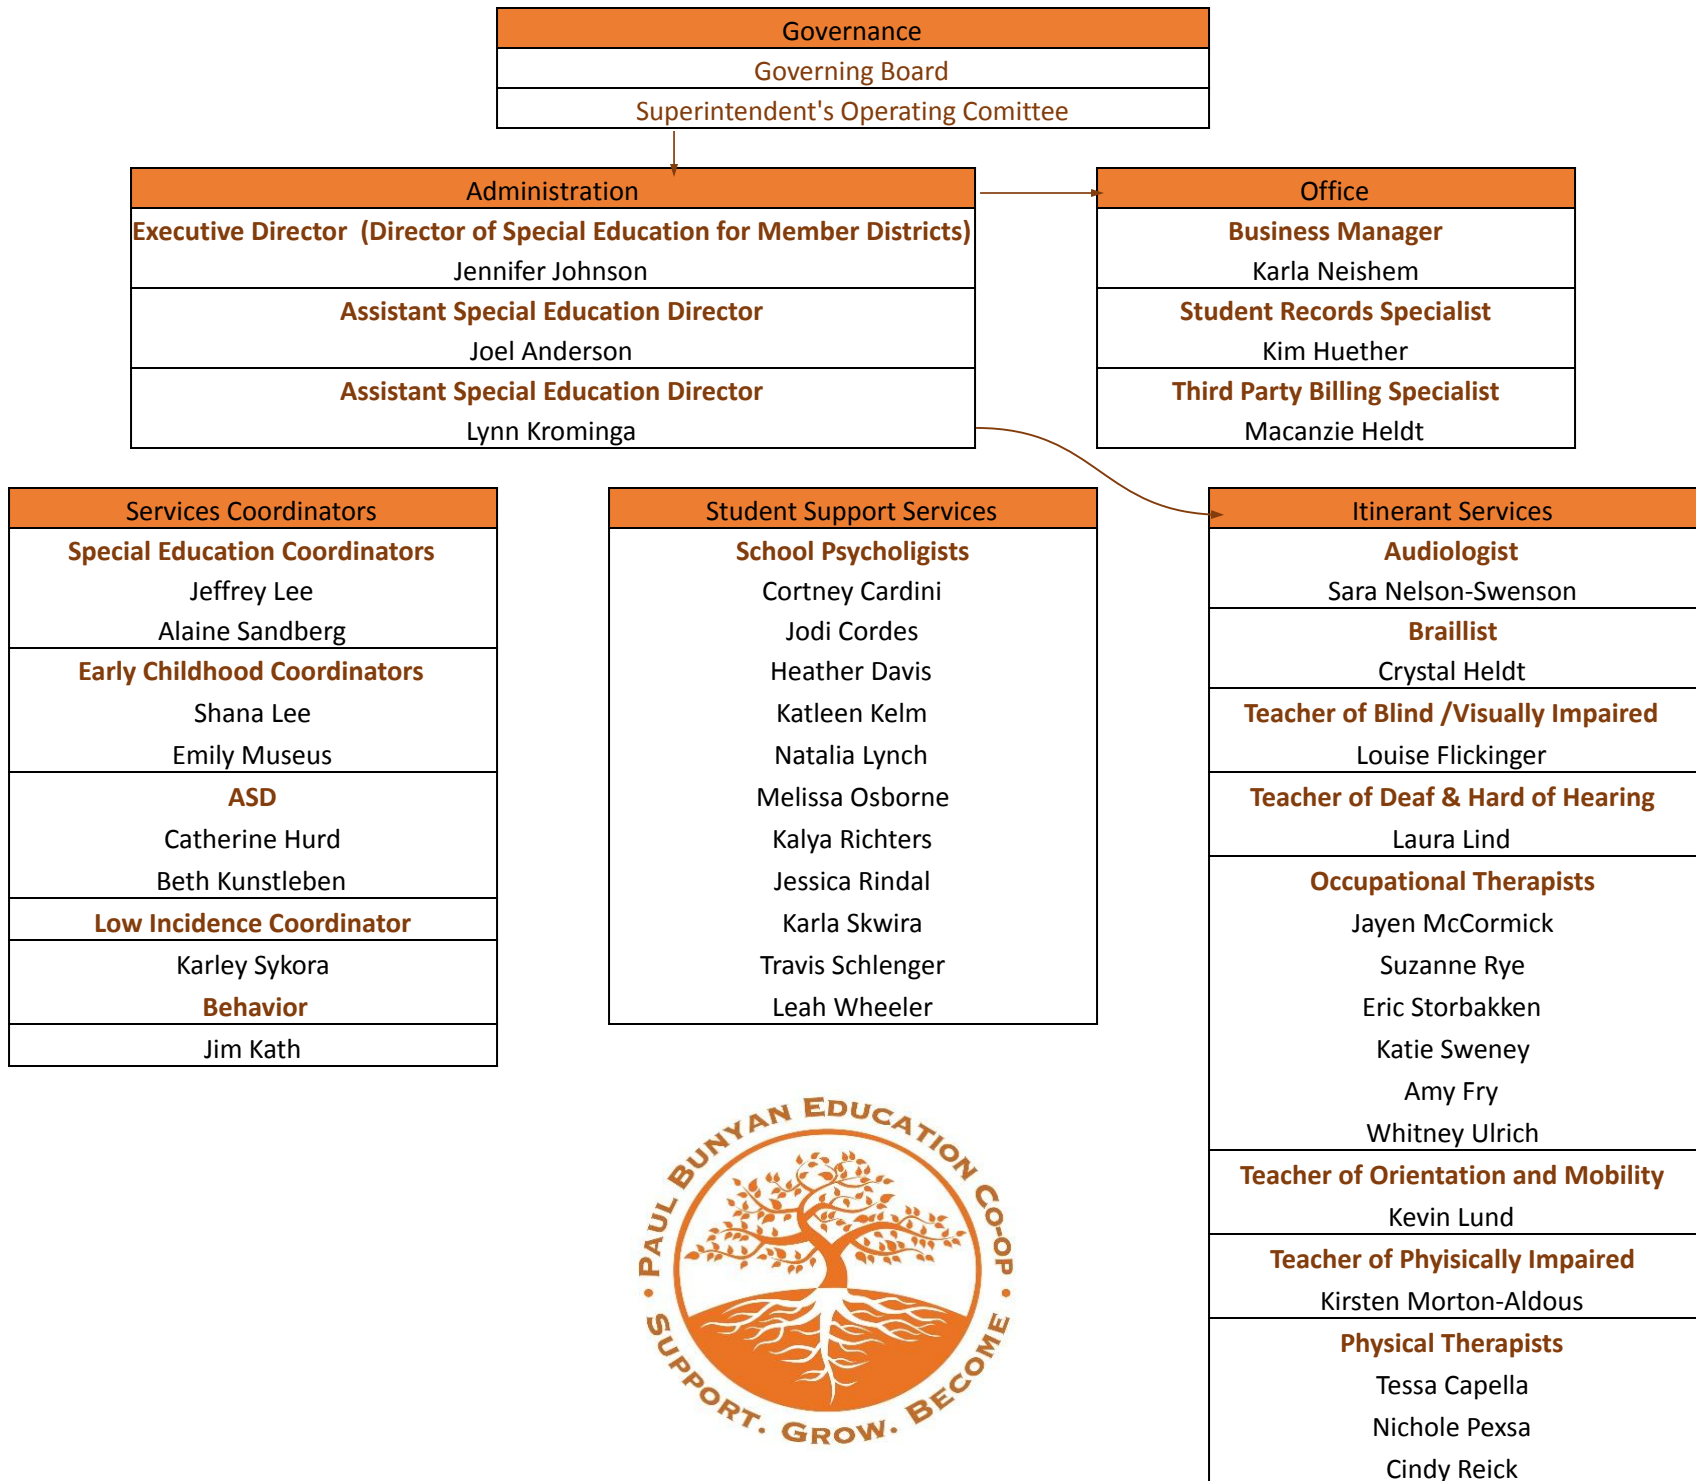 Governance
Governing Board
Superintendent's Operating Comittee
Administration
Executive Director  (Director of Special Education for Member Districts)
Jennifer Johnson
Assistant Special Education Director
Joel Anderson
Assistant Special Education Director
Lynn Krominga
Office
Business Manager
Karla Neishem
Student Records Specialist
Kim Huether
Third Party Billing Specialist
Macanzie Heldt
Services Coordinators
Special Education Coordinators
Jeffrey Lee
Alaine Sandberg
Early Childhood Coordinators
Shana Lee
Emily Museus
ASD
Catherine Hurd
Beth Kunstleben
Low Incidence Coordinator
Karley Sykora
Behavior
Jim Kath
Student Support Services
School Psycholigists
Cortney Cardini
Jodi Cordes
Heather Davis
Katleen Kelm
Natalia Lynch
Melissa Osborne
Kalya Richters
Jessica Rindal
Karla Skwira
Travis Schlenger
Leah Wheeler
Itinerant Services
Audiologist
Sara Nelson-Swenson
Braillist
Crystal Heldt
Teacher of Blind /Visually Impaired
Louise Flickinger
Teacher of Deaf & Hard of Hearing
Laura Lind
Occupational Therapists
Jayen McCormick
Suzanne Rye
Eric Storbakken
Katie Sweney
Amy Fry
Whitney Ulrich
Teacher of Orientation and Mobility
Kevin Lund
Teacher of Phyisically Impaired
Kirsten Morton-Aldous
Physical Therapists
Tessa Capella
Nichole Pexsa
Cindy Reick
• PAUL BUNYAN EDUCATION CO-OP •
SUPPORT. GROW. BECOME